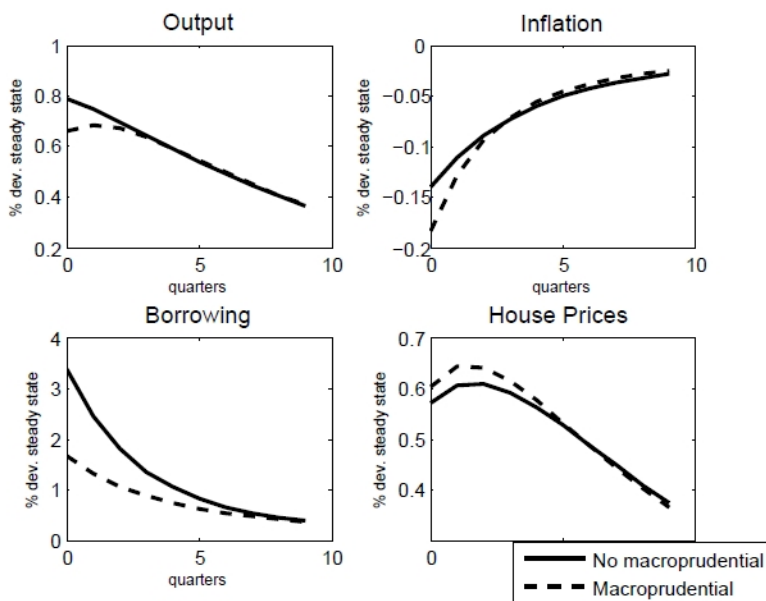 Output
% dev. steady state
1
0.8
0.6
0.4
0.2
0
5
10
quarters
Inflation
% dev. steady state
0
−0.05
−0.1
−0.15
−0.2
0
5
10
quarters
Borrowing
% dev. steady state
4
3
2
1
0
0
5
10
quarters
House Prices
% dev. steady state
0.7
0.6
0.5
0.4
0
No macroprudential
Macroprudential